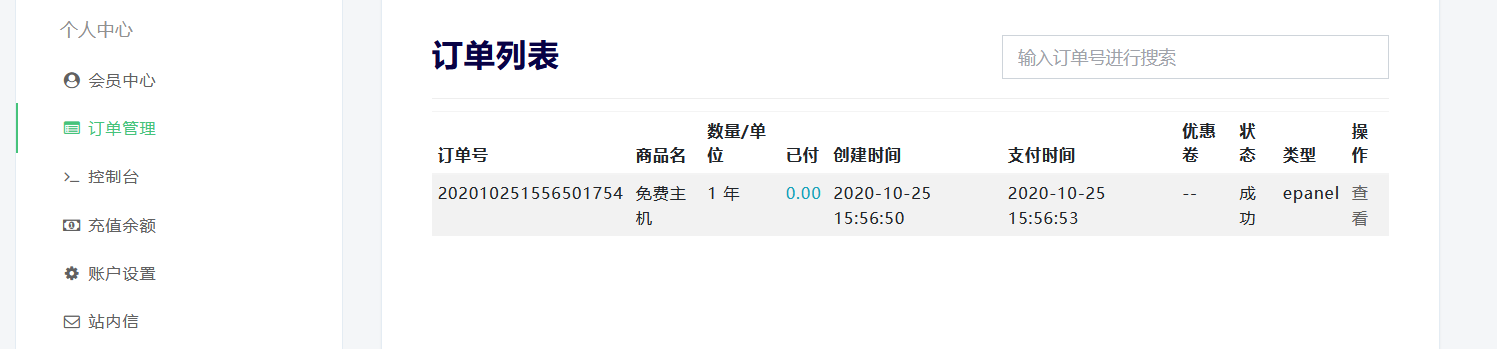 个人中心
会员中心
订单管理
控制台
充值余额
账户设置
站内信
订单列表
输入订单号进行搜索
订单号 商品名 数量/单位 已付 创建时间 支付时间 优惠卷 状态 类型 操作
202010251556501754 免费主机 1 年 0.00 2020-10-25 15:56:50 2020-10-25 15:56:53 -- 成功 epanel 查看